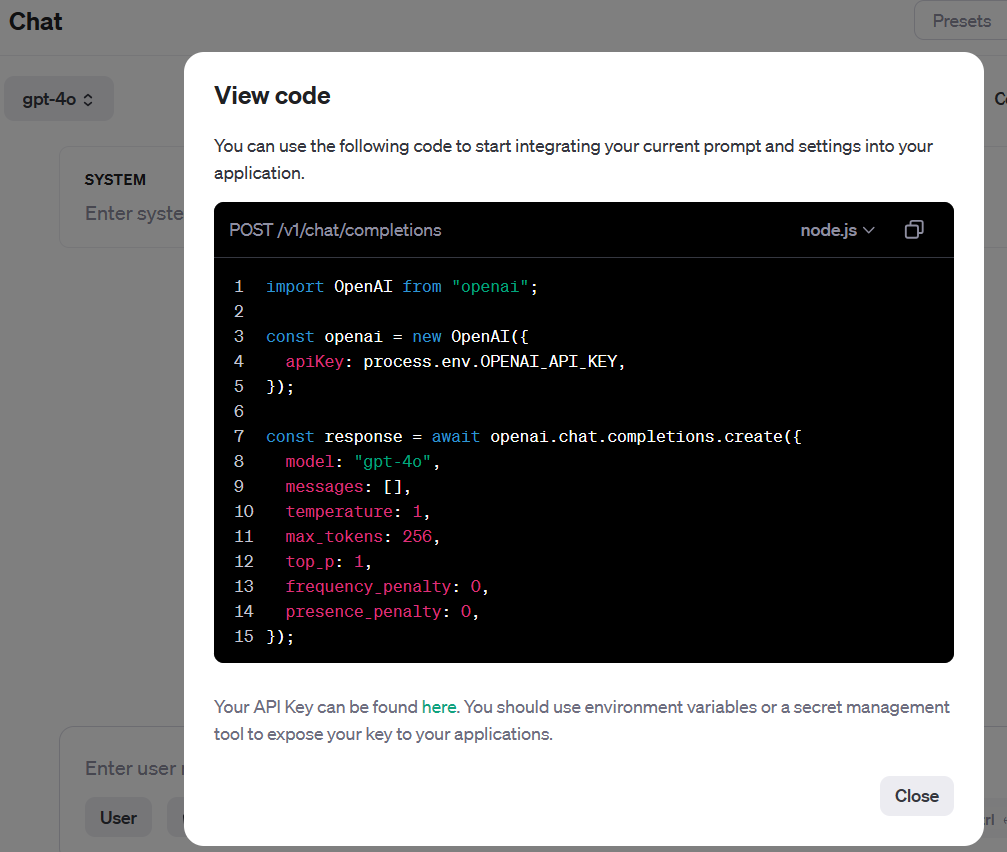 Chat
Presets
gpt-4o
View code
You can use the following code to start integrating your current prompt and settings into your
application.
SYSTEM
Enter syste
POST /v1/chat/completions
node.js
1 import OpenAI from "openai";
2
3 const openai = new OpenAI({
4   apiKey: process.env.OPENAI_API_KEY,
5 });
6
7 const response = await openai.chat.completions.create({
8   model: "gpt-4o",
9   messages: [],
10   temperature: 1,
11   max_tokens: 256,
12   top_p: 1,
13   frequency_penalty: 0,
14   presence_penalty: 0,
15 });
Your API Key can be found here. You should use environment variables or a secret management
tool to expose your key to your applications.
Enter user
User
Close